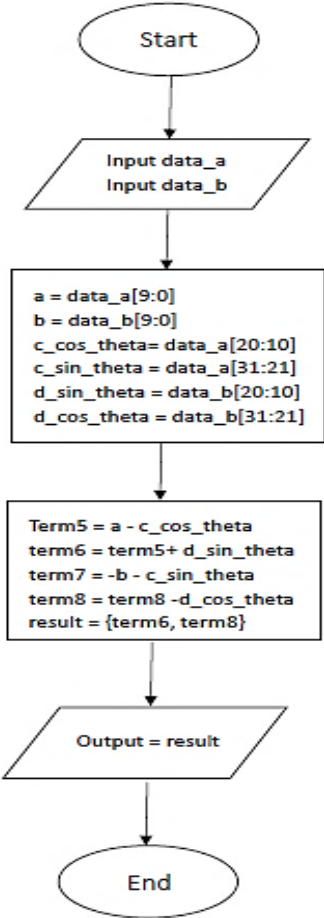 Start
Input data_a
Input data_b
a = data_a[9:0]
b = data_b[9:0]
c_cos_theta= data_a[20:10]
c_sin_theta = data_a[31:21]
d_sin_theta = data_b[20:10]
d_cos_theta = data_b[31:21]
Term5 = a - c_cos_theta
term6 = term5+ d_sin_theta
term7 = -b - c_sin_theta
term8 = term8 -d_cos_theta
result = {term6, term8}
Output = result
End